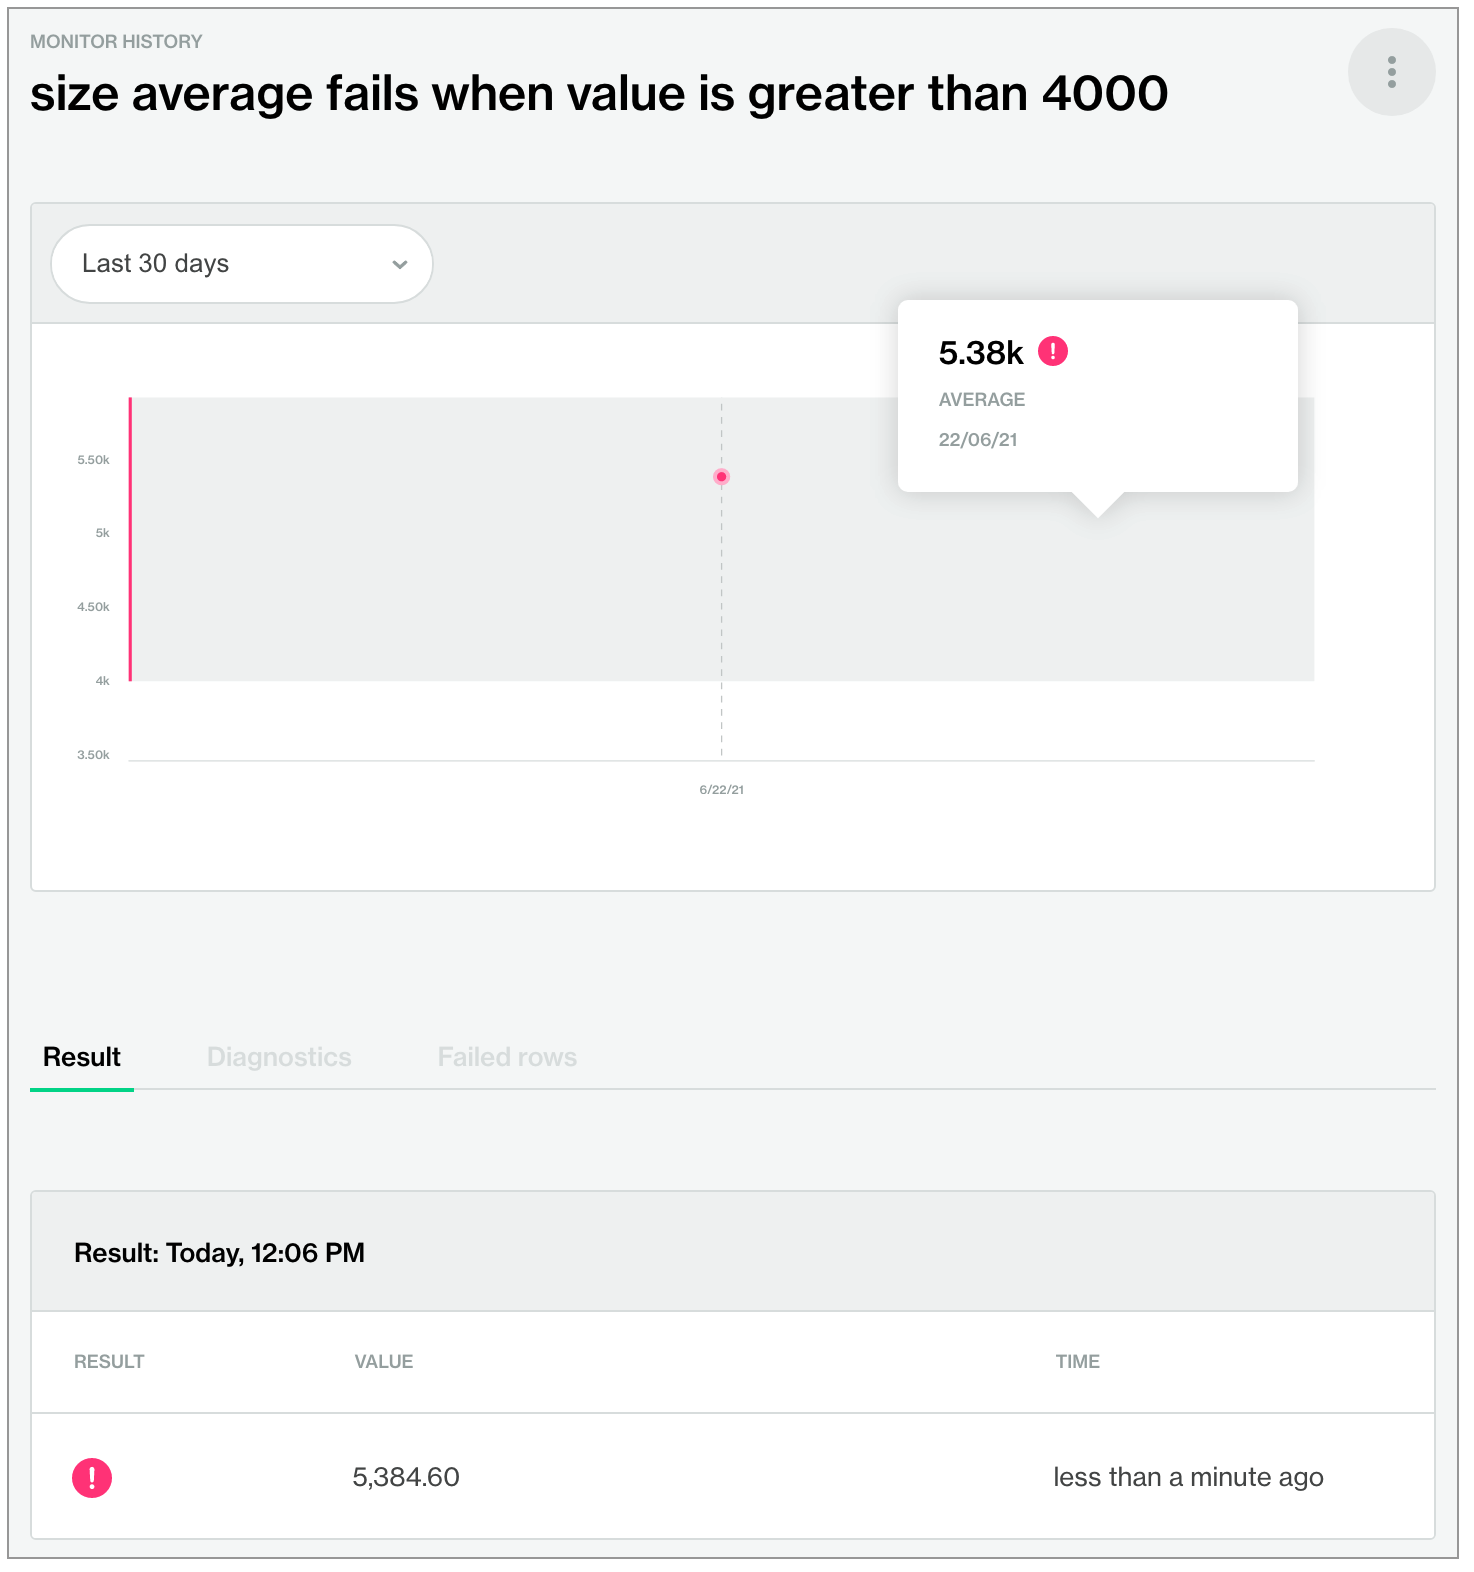 MONITOR HISTORY
size average fails when value is greater than 4000
Last 30 days
5.38k
AVERAGE
22/06/21
5.50k
5k
4.50k
4k
3.50k
6/22/21
Result Diagnostics Failed rows
Result: Today, 12:06 PM
RESULT VALUE TIME
5,384.60 less than a minute ago